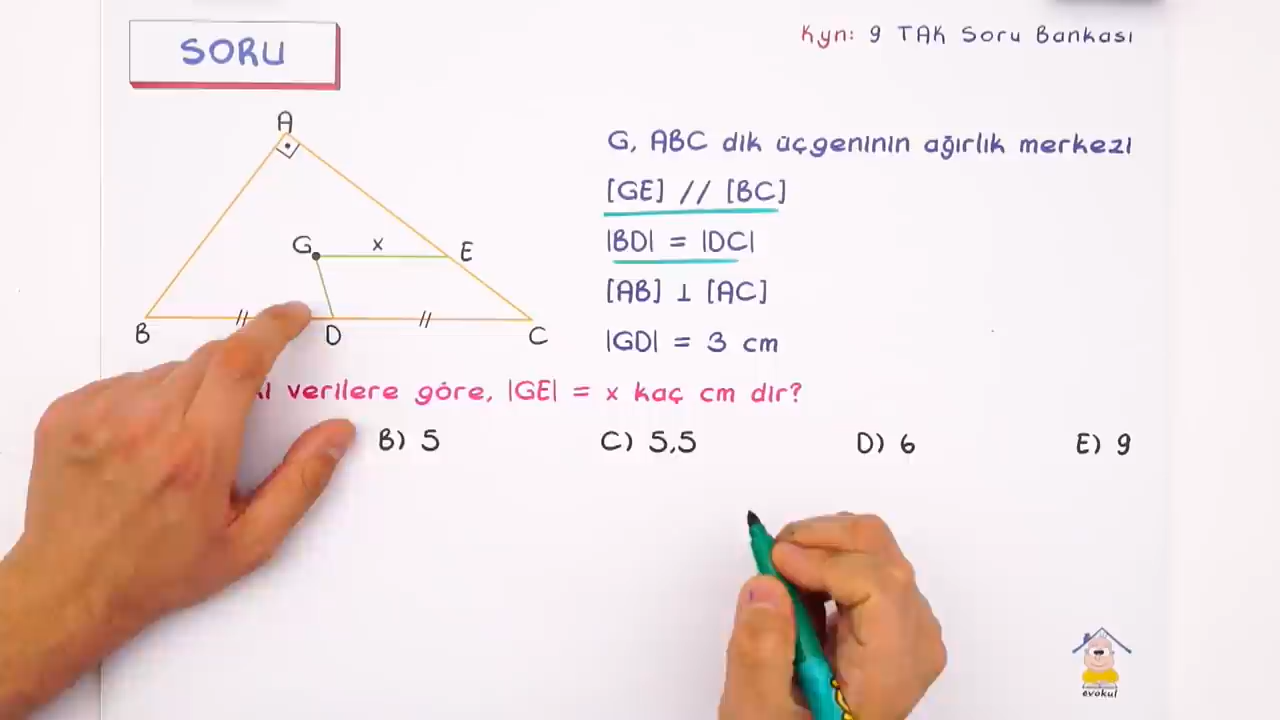 SORU
Kyn: 9 TAK Soru Bankası
A
G
x
E
B
//
D
//
C
G, ABC dik üçgeninin ağırlık merkezi
[GE] // [BC]
|BD| = |DC|
[AB] ⊥ [AC]
|GD| = 3 cm
verilere göre, |GE| = x kaç cm dir?
B) 5
C) 5,5
D) 6
E) 9
evokul